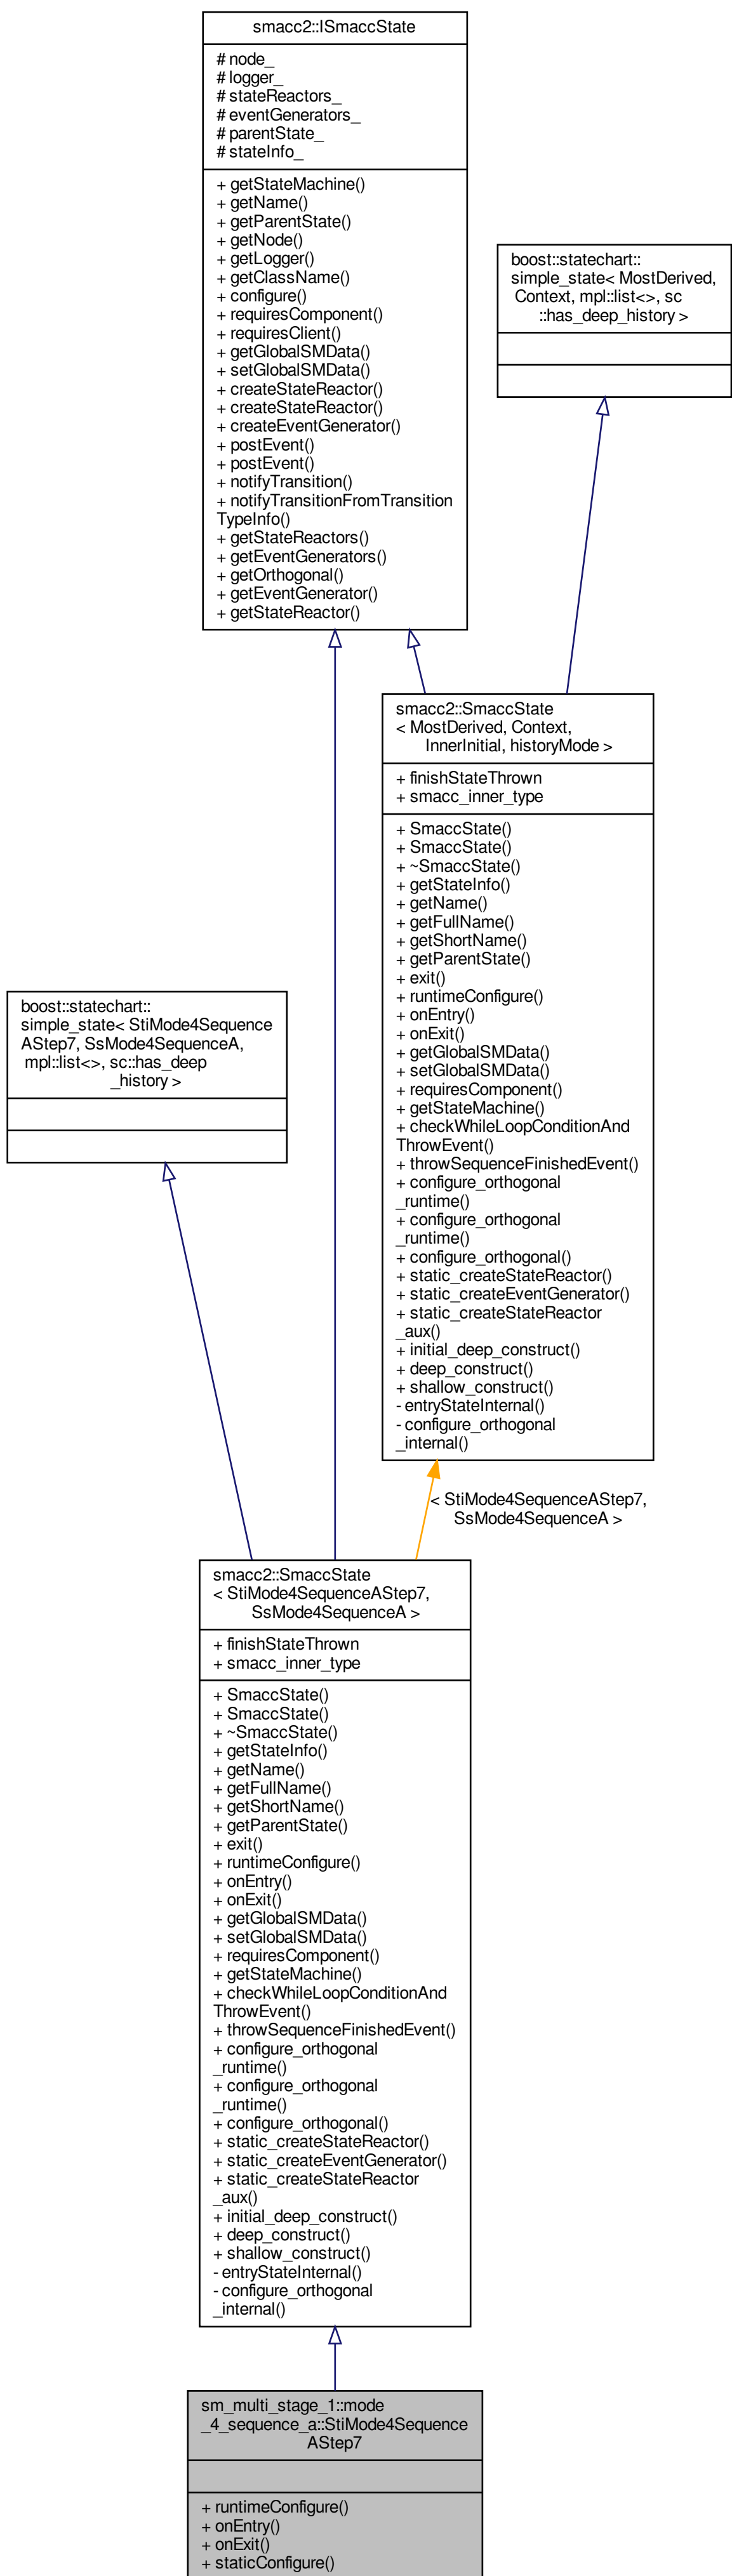 smacc2::ISmaccState
# node_
# logger_
# stateReactors_
# eventGenerators_
# parentState_
# stateInfo_
+ getStateMachine()
+ getName()
+ getParentState()
+ getNode()
+ getLogger()
+ getClassName()
+ configure()
+ requiresComponent()
+ requiresClient()
+ getGlobalSMData()
+ setGlobalSMData()
+ createStateReactor()
+ createStateReactor()
+ createEventGenerator()
+ postEvent()
+ postEvent()
+ notifyTransition()
+ notifyTransitionFromTransition
TypeInfo()
+ getStateReactors()
+ getEventGenerators()
+ getOrthogonal()
+ getEventGenerator()
+ getStateReactor()
boost::statechart::
simple_state< MostDerived,
Context, mpl::list<>, sc
::has_deep_history >
smacc2::SmaccState
< MostDerived, Context,
InnerInitial, historyMode >
+ finishStateThrown
+ smacc_inner_type
+ SmaccState()
+ SmaccState()
+ ~SmaccState()
+ getStateInfo()
+ getName()
+ getFullName()
+ getShortName()
+ getParentState()
+ exit()
+ runtimeConfigure()
+ onEntry()
+ onExit()
+ getGlobalSMData()
+ setGlobalSMData()
+ requiresComponent()
+ getStateMachine()
+ checkWhileLoopConditionAnd
ThrowEvent()
+ throwSequenceFinishedEvent()
+ configure_orthogonal
_runtime()
+ configure_orthogonal
_runtime()
+ configure_orthogonal()
+ static_createStateReactor()
+ static_createEventGenerator()
+ static_createStateReactor
_aux()
+ initial_deep_construct()
+ deep_construct()
+ shallow_construct()
- entryStateInternal()
- configure_orthogonal
_internal()
boost::statechart::
simple_state< StiMode4Sequence
AStep7, SsMode4SequenceA,
mpl::list<>, sc::has_deep
_history >
< StiMode4SequenceAStep7,
SsMode4SequenceA >
smacc2::SmaccState
< StiMode4SequenceAStep7,
SsMode4SequenceA >
+ finishStateThrown
+ smacc_inner_type
+ SmaccState()
+ SmaccState()
+ ~SmaccState()
+ getStateInfo()
+ getName()
+ getFullName()
+ getShortName()
+ getParentState()
+ exit()
+ runtimeConfigure()
+ onEntry()
+ onExit()
+ getGlobalSMData()
+ setGlobalSMData()
+ requiresComponent()
+ getStateMachine()
+ checkWhileLoopConditionAnd
ThrowEvent()
+ throwSequenceFinishedEvent()
+ configure_orthogonal
_runtime()
+ configure_orthogonal
_runtime()
+ configure_orthogonal()
+ static_createStateReactor()
+ static_createEventGenerator()
+ static_createStateReactor
_aux()
+ initial_deep_construct()
+ deep_construct()
+ shallow_construct()
- entryStateInternal()
- configure_orthogonal
_internal()
sm_multi_stage_1::mode
_4_sequence_a::StiMode4Sequence
AStep7
+ runtimeConfigure()
+ onEntry()
+ onExit()
+ staticConfigure()